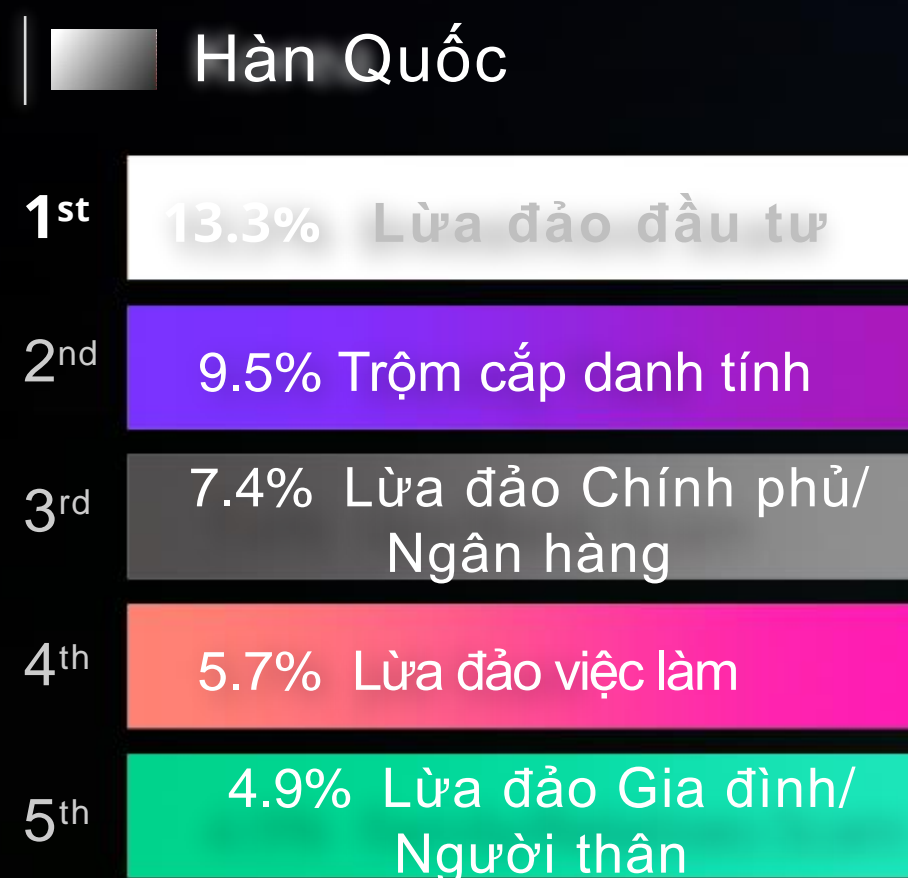 Hàn Quốc
1st 13.3% Lừa đảo đầu tư
2nd 9.5% Trộm cắp danh tính
3rd 7.4% Lừa đảo Chính phủ/
Ngân hàng
4th 5.7% Lừa đảo việc làm
5th 4.9% Lừa đảo Gia đình/
Người thân